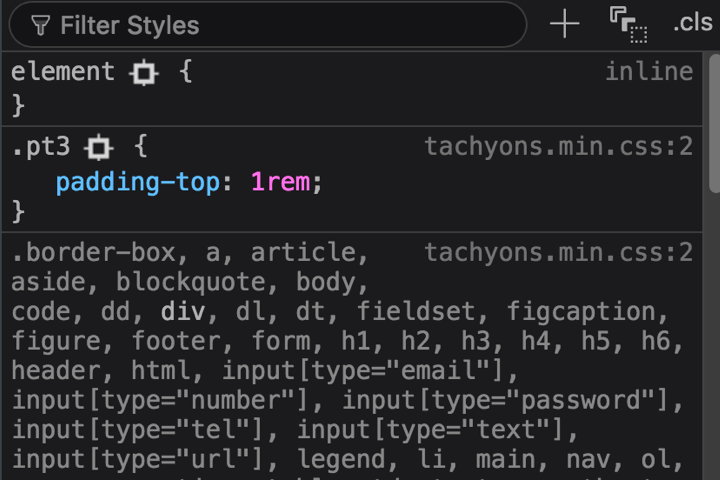 Filter Styles
.cls
element {
inline
}
.pt3 {
tachyons.min.css:2
padding-top: 1rem;
}
.border-box, a, article,
tachyons.min.css:2
aside, blockquote, body,
code, dd, div, dl, dt, fieldset, figcaption,
figure, footer, form, h1, h2, h3, h4, h5, h6,
header, html, input[type="email"],
input[type="number"], input[type="password"],
input[type="tel"], input[type="text"],
input[type="url"], legend, li, main, nav, ol,